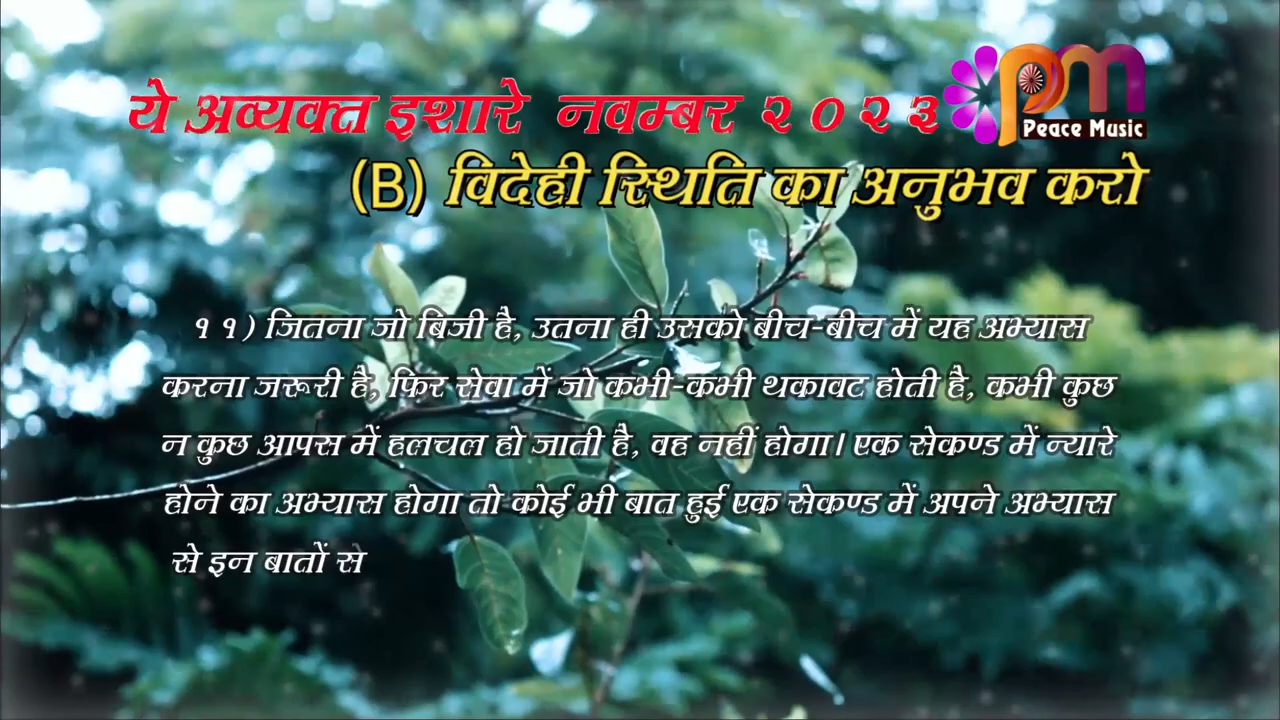 ये अव्यक्त इशारे नवम्बर २०२३
pm
Peace Music
(B) विदेही स्थिति का अनुभव करो
११) जितना जो बिजी है, उतना ही उसको बीच-बीच में यह अभ्यास
करना जरूरी है, फिर सेवा में जो कभी-कभी थकावट होती है, कभी कुछ
न कुछ आपस में हलचल हो जाती है, वह नहीं होगा। एक सेकण्ड में न्यारे
होने का अभ्यास होगा तो कोई भी बात हुई एक सेकण्ड में अपने अभ्यास
से इन बातों से